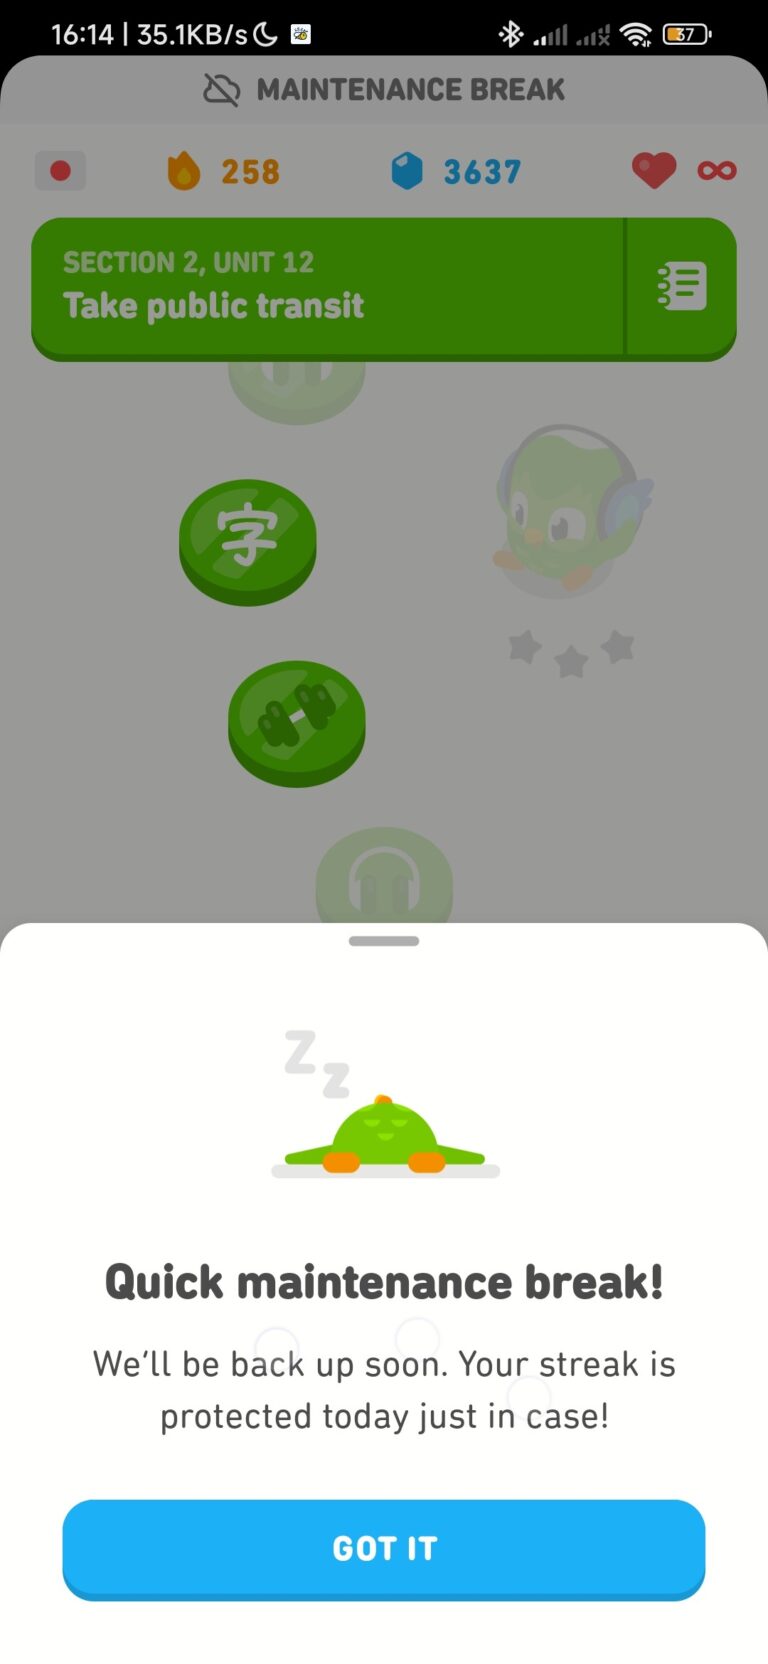 16:14 | 35.1KB/s
37
MAINTENANCE BREAK
258
3637
∞
SECTION 2, UNIT 12
Take public transit
字
Z
z
Quick maintenance break!
We'll be back up soon. Your streak is
protected today just in case!
GOT IT